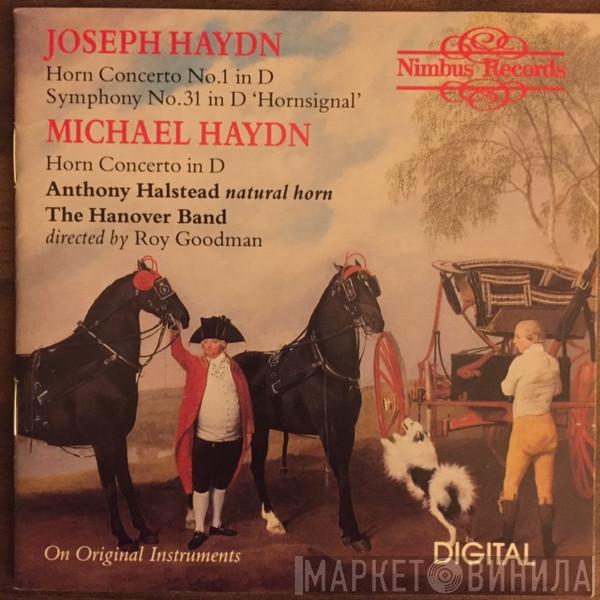 JOSEPH HAYDN
Horn Concerto No.1 in D
Symphony No.31 in D ‘Hornsignal’
MICHAEL HAYDN
Horn Concerto in D
Anthony Halstead natural horn
The Hanover Band
directed by Roy Goodman
Nimbus Records
On Original Instruments
DIGITAL
МАРКЕТ ВИНИЛА